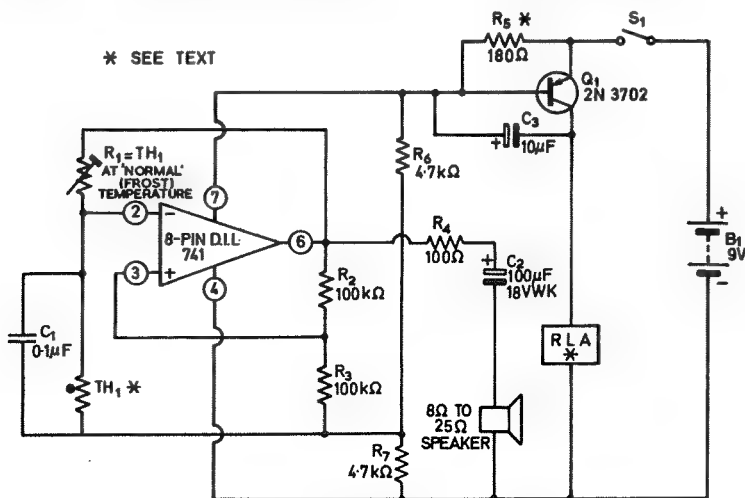 R5 *
180Ω
S1
* SEE TEXT
Q1
2N 3702
C3
+
10μF
R1 = TH1
AT 'NORMAL'
(FROST)
TEMPERATURE
R6
4.7kΩ
7
2
-
8-PIN D.I.L.
741
6
3
+
4
R4
100Ω
+
C2
100μF
18VWK
+
B1
9V
-
R2
100kΩ
C1
0.1μF
TH1 *
R3
100kΩ
RLA
*
8Ω TO
25Ω
SPEAKER
R7
4.7kΩ